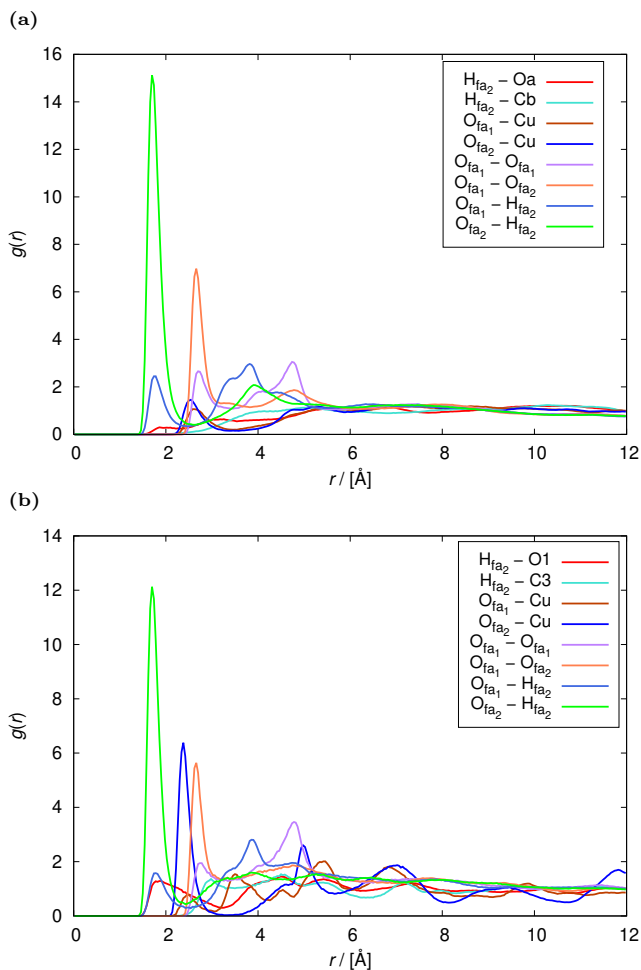 (a)
16
14
12
10
8
6
4
2
0
g(r)
H_fa2 – Oa
H_fa2 – Cb
O_fa1 – Cu
O_fa2 – Cu
O_fa1 – O_fa1
O_fa1 – O_fa2
O_fa1 – H_fa2
O_fa2 – H_fa2
0 2 4 6 8 10 12
r / [Å]
(b)
14
12
10
8
6
4
2
0
g(r)
H_fa2 – O1
H_fa2 – C3
O_fa1 – Cu
O_fa2 – Cu
O_fa1 – O_fa1
O_fa1 – O_fa2
O_fa1 – H_fa2
O_fa2 – H_fa2
0 2 4 6 8 10 12
r / [Å]